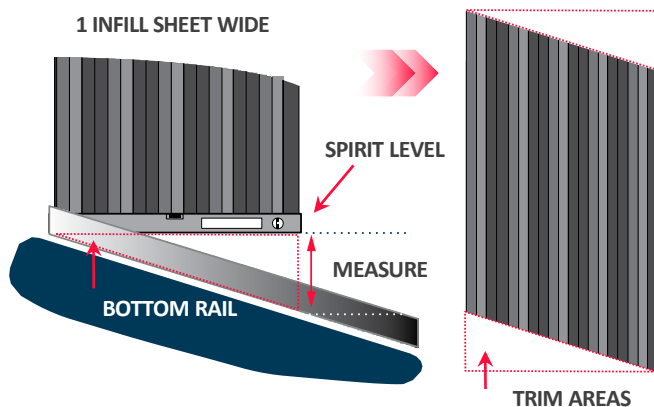 1 INFILL SHEET WIDE
SPIRIT LEVEL
MEASURE
BOTTOM RAIL
TRIM AREAS